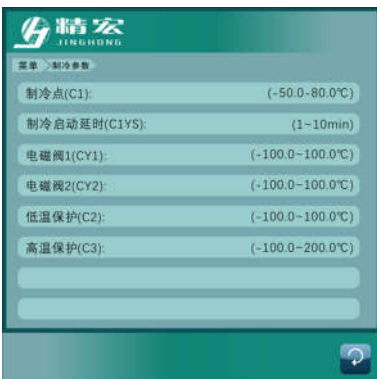 精宏
JINGHONG
菜单 制冷参数
制冷点(C1): (-50.0~80.0℃)
制冷启动延时(C1YS): (1~10min)
电磁阀1(CY1): (-100.0~100.0℃)
电磁阀2(CY2): (-100.0~100.0℃)
低温保护(C2): (-100.0~100.0℃)
高温保护(C3): (-100.0~200.0℃)